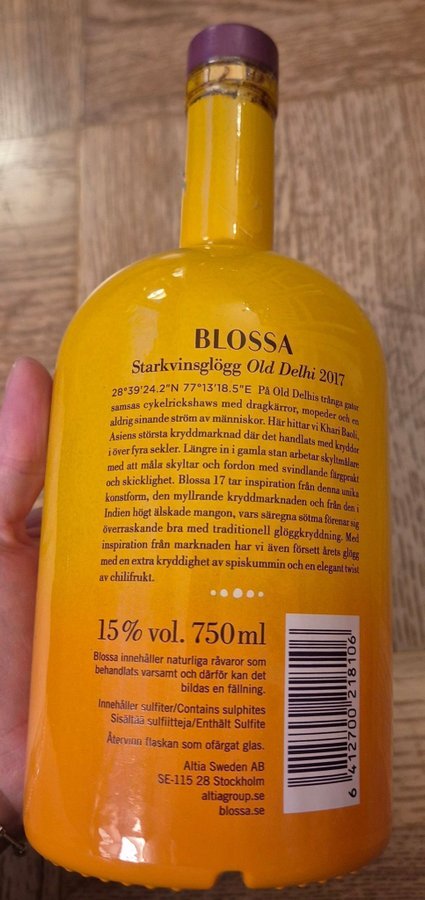 BLOSSA
Starkvinsglögg Old Delhi 2017
28°39'24.2"N 77°13'18.5"E På Old Delhis trånga gator
samsas cykelrickshaws med dragkärror, mopeder och en
aldrig sinande ström av människor. Här hittar vi Khari Baoli,
Asiens största kryddmarknad där det handlats med kryddor
i över fyra sekler. Längre in i gamla stan arbetar skyltmålare
med att måla skyltar och fordon med svindlande färgprakt
och skicklighet. Blossa 17 tar inspiration från denna unika
konstform, den myllrande kryddmarknaden och från den i
Indien högt älskade mangon, vars säregna sötma förenar sig
överraskande bra med traditionell glöggkryddning. Med
inspiration från marknaden har vi även försett årets glögg
med en extra kryddighet av spiskummin och en elegant twist
av chilifrukt.
15% vol. 750 ml
Blossa innehåller naturliga råvaror som
behandlats varsamt och därför kan det
bildas en fällning.
Innehåller sulfiter/Contains sulphites
Sisältää sulfiitteja/Enthält Sulfite
Återvinn flaskan som ofärgat glas.
Altia Sweden AB
SE-115 28 Stockholm
altiagroup.se
blossa.se
6 412700 218106